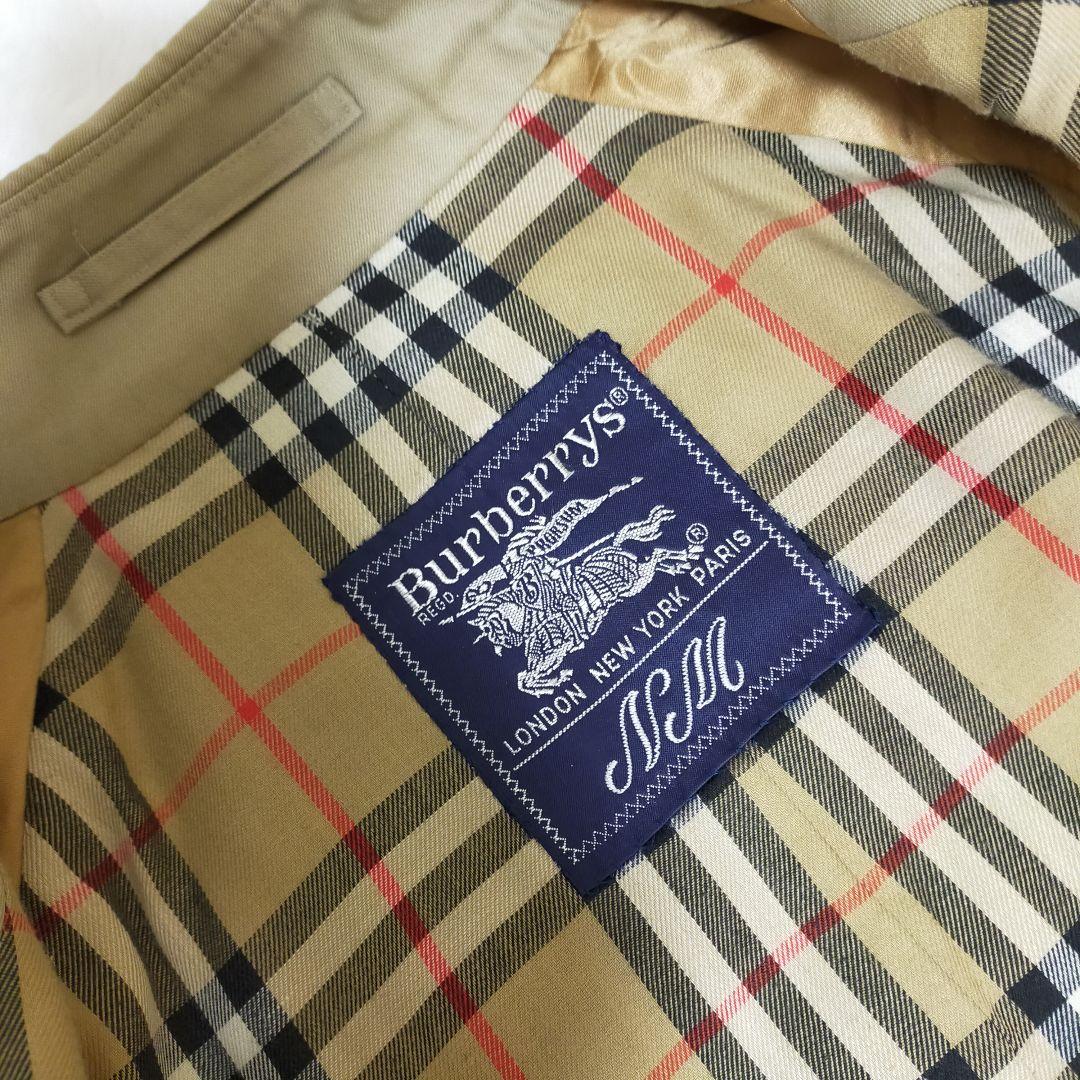 Burberrys®
REGD.
PRORSUM
B
®
LONDON NEW YORK PARIS
NM